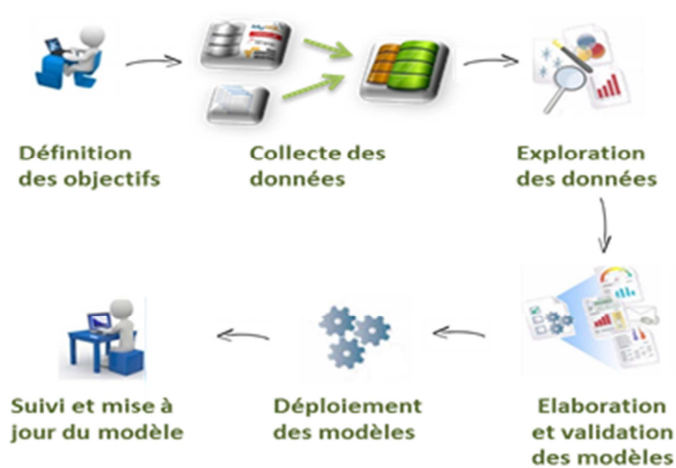 Définition
des objectifs
Collecte des
données
Exploration
des données
Elaboration
et validation
des modèles
Déploiement
des modèles
Suivi et mise à
jour du modèle